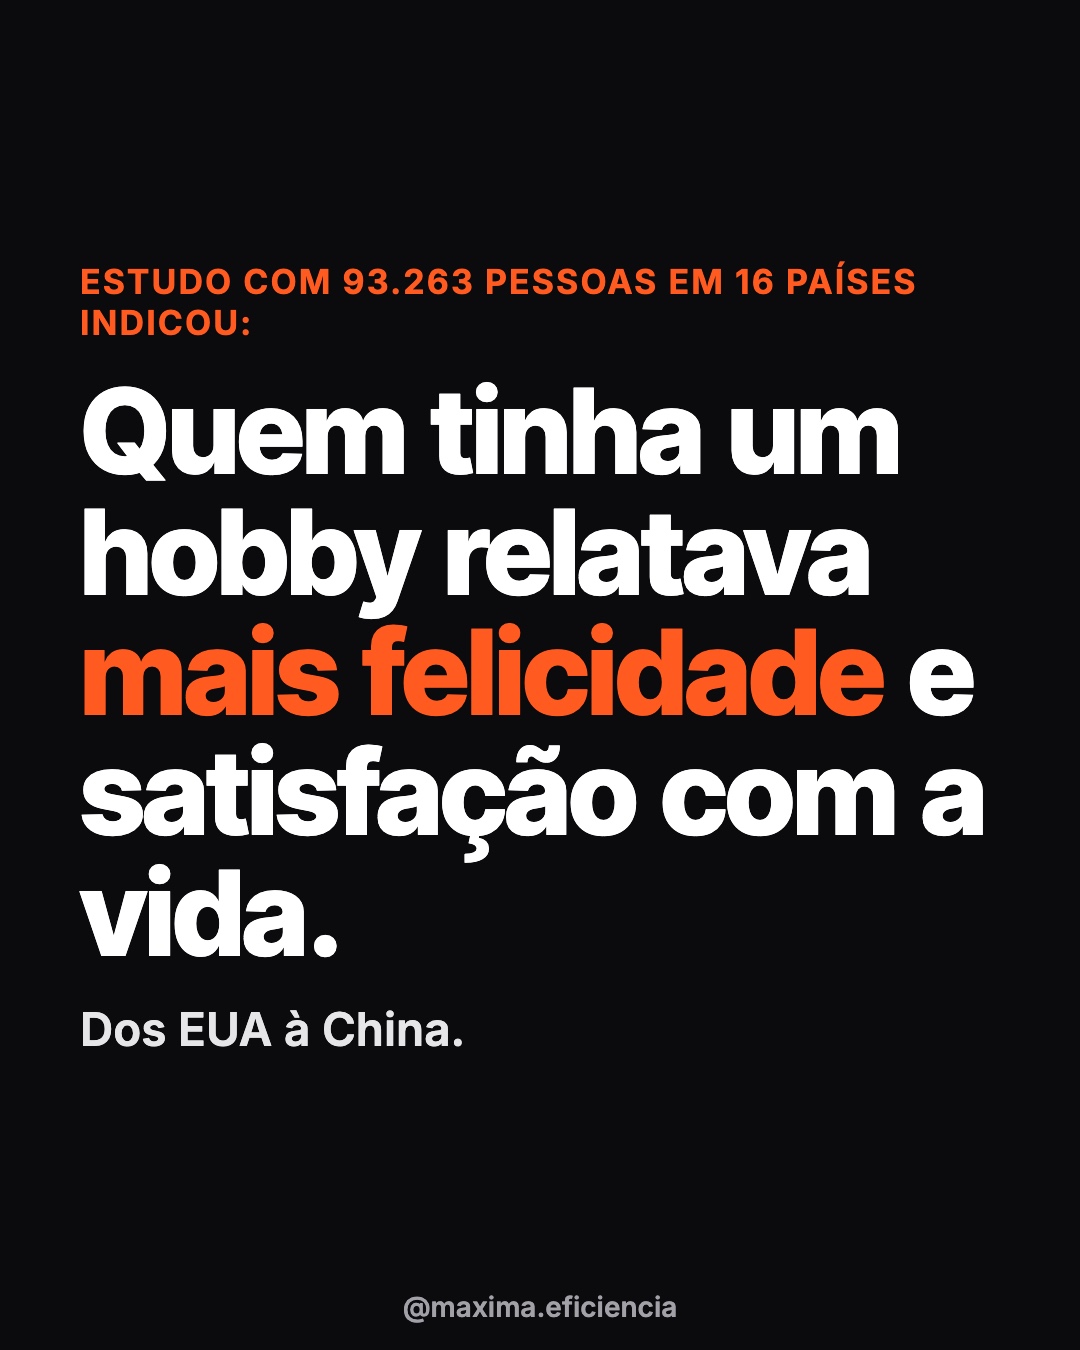 ESTUDO COM 93.263 PESSOAS EM 16 PAÍSES
INDICOU:
Quem tinha um
hobby relatava
mais felicidade e
satisfação com a
vida.
Dos EUA à China.
@maxima.eficiencia